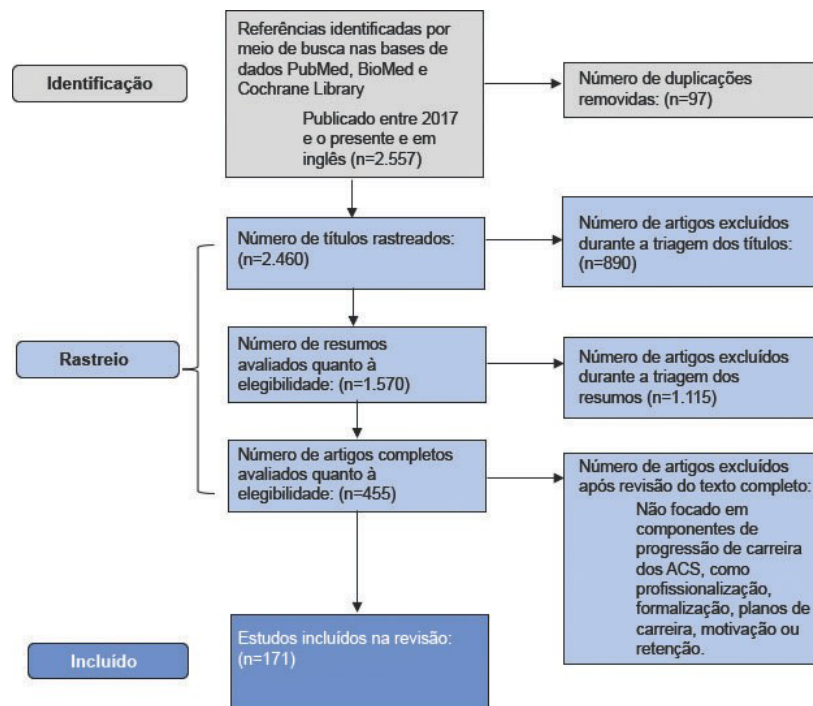 Identificação
Referências identificadas por
meio de busca nas bases de
dados PubMed, BioMed e
Cochrane Library
Publicado entre 2017
e o presente e em
inglês (n=2.557)
Número de duplicações
removidas: (n=97)
Rastreio
Número de títulos rastreados:
(n=2.460)
Número de artigos excluídos
durante a triagem dos títulos:
(n=890)
Número de resumos
avaliados quanto à
elegibilidade: (n=1.570)
Número de artigos excluídos
durante a triagem dos
resumos (n=1.115)
Número de artigos completos
avaliados quanto à
elegibilidade: (n=455)
Número de artigos excluídos
após revisão do texto completo:
Não focado em
componentes de
progressão de carreira
dos ACS, como
profissionalização,
formalização, planos de
carreira, motivação ou
retenção.
Incluído
Estudos incluídos na revisão:
(n=171)